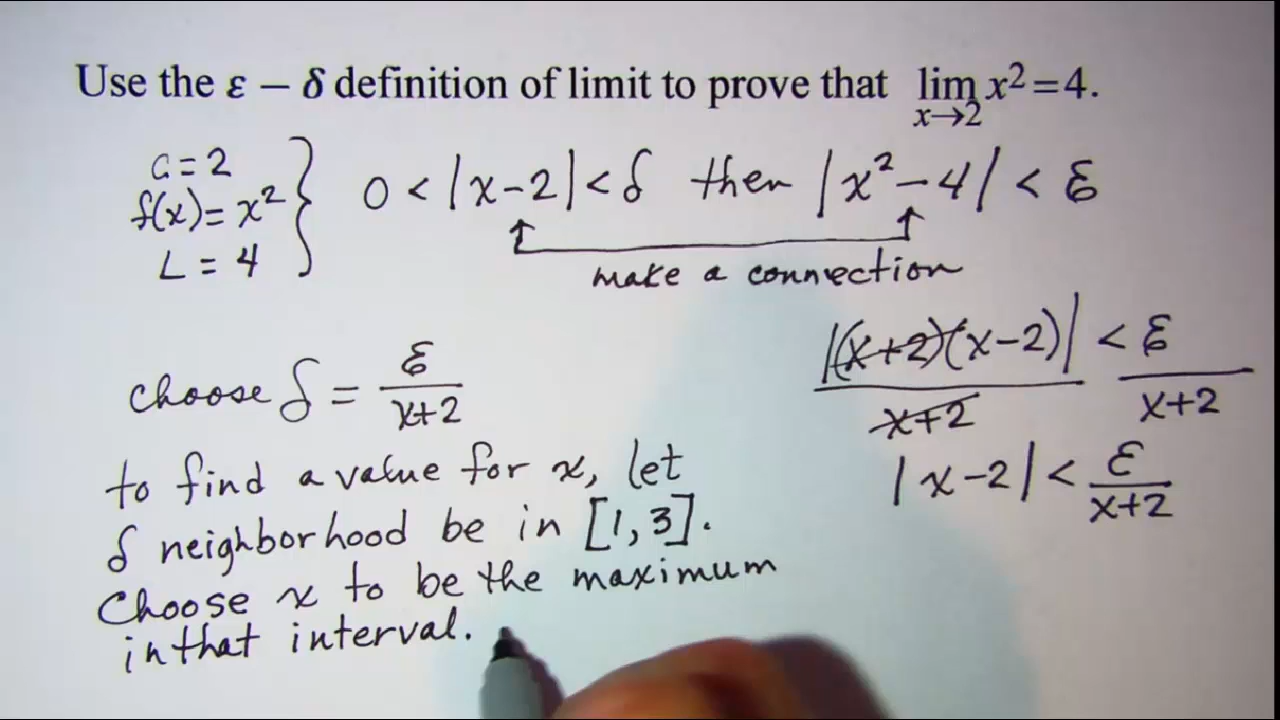 Use the ε – δ definition of limit to prove that lim x→2 x² = 4.
a = 2
f(x) = x²
L = 4
0 < |x-2| < δ then |x² - 4| < ε
make a connection
|(x+2)(x-2)| / x+2 < ε / x+2
|x-2| < ε / x+2
choose δ = ε / x+2
to find a value for x, let
δ neighborhood be in [1,3].
Choose x to be the maximum
in that interval.